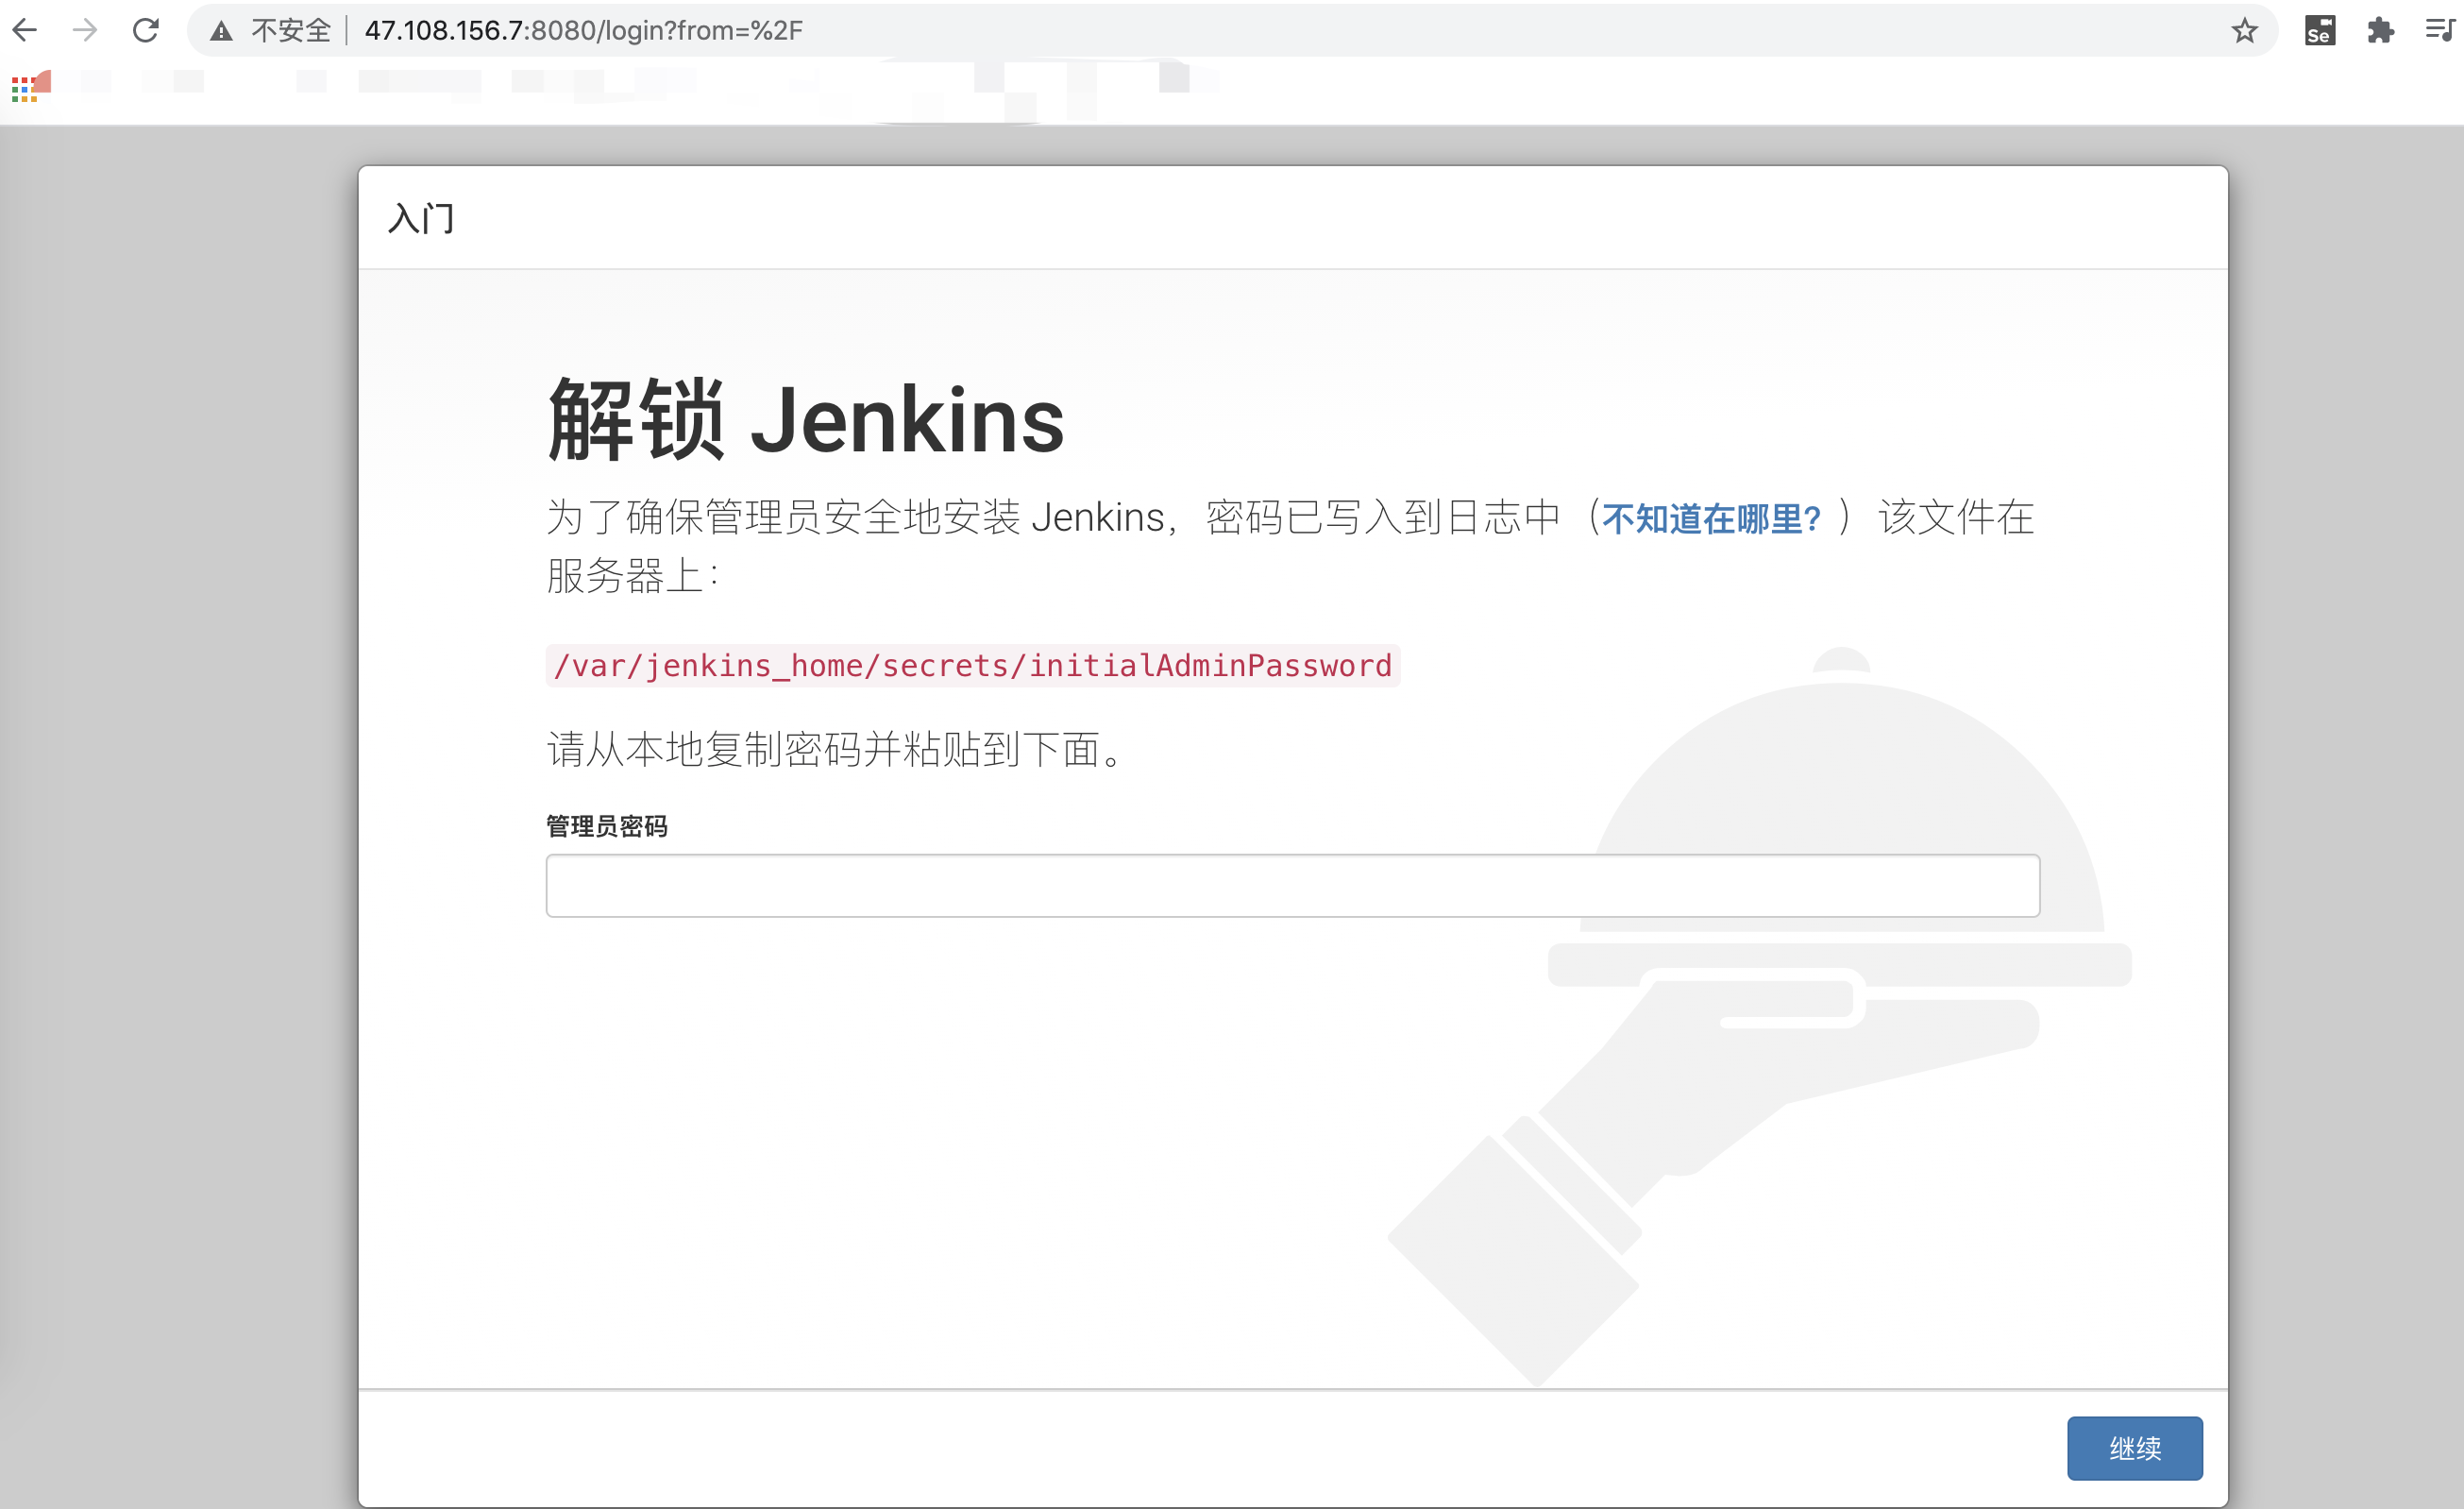 不安全 47.108.156.7:8080/login?from=%2F
Se
入门
解锁 Jenkins
为了确保管理员安全地安装 Jenkins，密码已写入到日志中（不知道在哪里？）该文件在
服务器上：
/var/jenkins_home/secrets/initialAdminPassword
请从本地复制密码并粘贴到下面。
管理员密码
继续